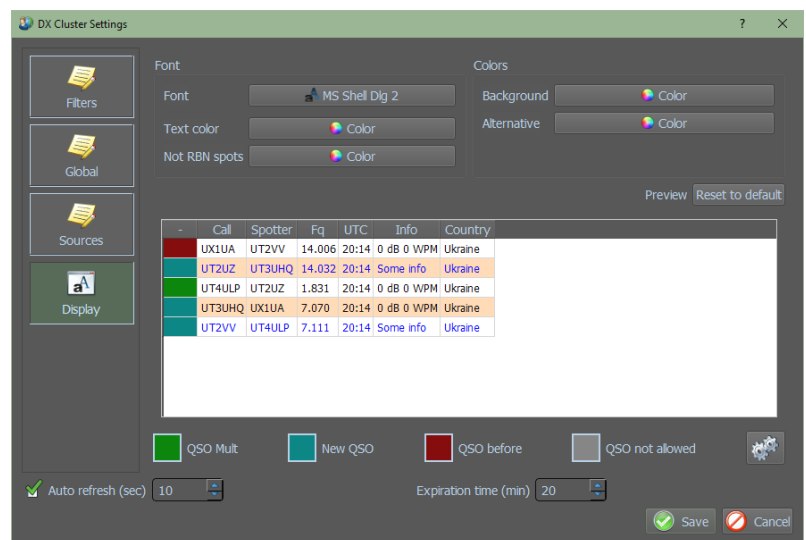 DX Cluster Settings ?
Filters
Global
Sources
Display
Font
Font MS Shell Dlg 2
Text color Color
Not RBN spots Color
Colors
Background Color
Alternative Color
Preview Reset to default
- Call Spotter Fq UTC Info Country
UX1UA UT2VV 14.006 20:14 0 dB 0 WPM Ukraine
UT2UZ UT3UHQ 14.032 20:14 Some info Ukraine
UT4ULP UT2UZ 1.831 20:14 0 dB 0 WPM Ukraine
UT3UHQ UX1UA 7.070 20:14 0 dB 0 WPM Ukraine
UT2VV UT4ULP 7.111 20:14 Some info Ukraine
QSO Mult New QSO QSO before QSO not allowed
Auto refresh (sec) 10 Expiration time (min) 20
Save Cancel